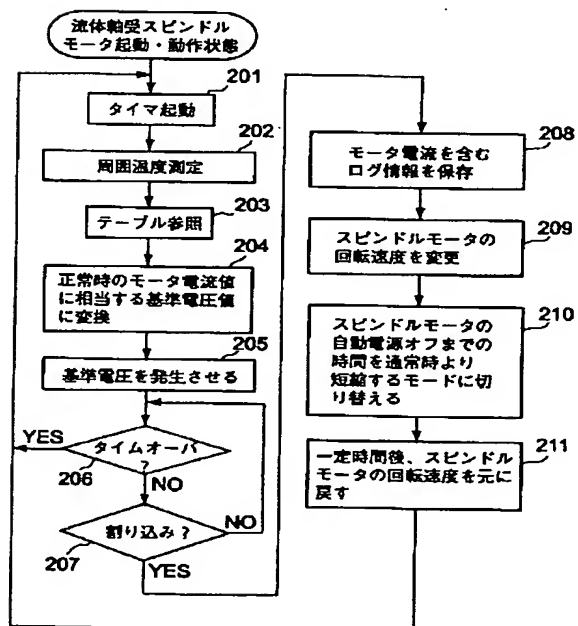 流体軸受スピンドル
モータ起動・動作状態
201
タイマ起動
202
周囲温度測定
203
テーブル参照
204
正常時のモータ電流値
に相当する基準電圧値
に変換
205
基準電圧を発生させる
YES
タイムオーバ
?
206
NO
割り込み?
NO
207
YES
208
モータ電流を含む
ログ情報を保存
209
スピンドルモータの
回転速度を変更
210
スピンドルモータの
自動電源オフまでの
時間を通常時より
短縮するモードに切
り替える
211
一定時間後、スピンドル
モータの回転速度を元に
戻す